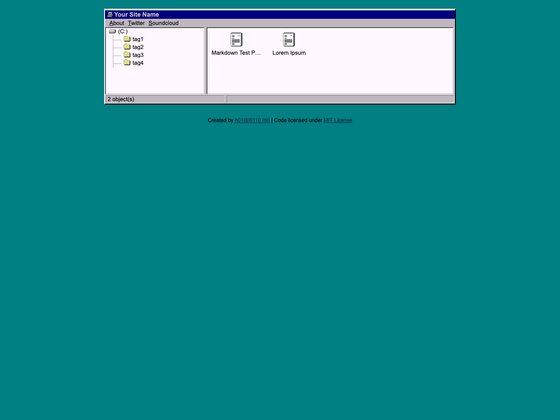 Your Site Name
About Twitter Soundcloud
(C:)
tag1
tag2
tag3
tag4
Markdown Test P...
Lorem Ipsum
2 object(s)
Created by | Code licensed under MIT License